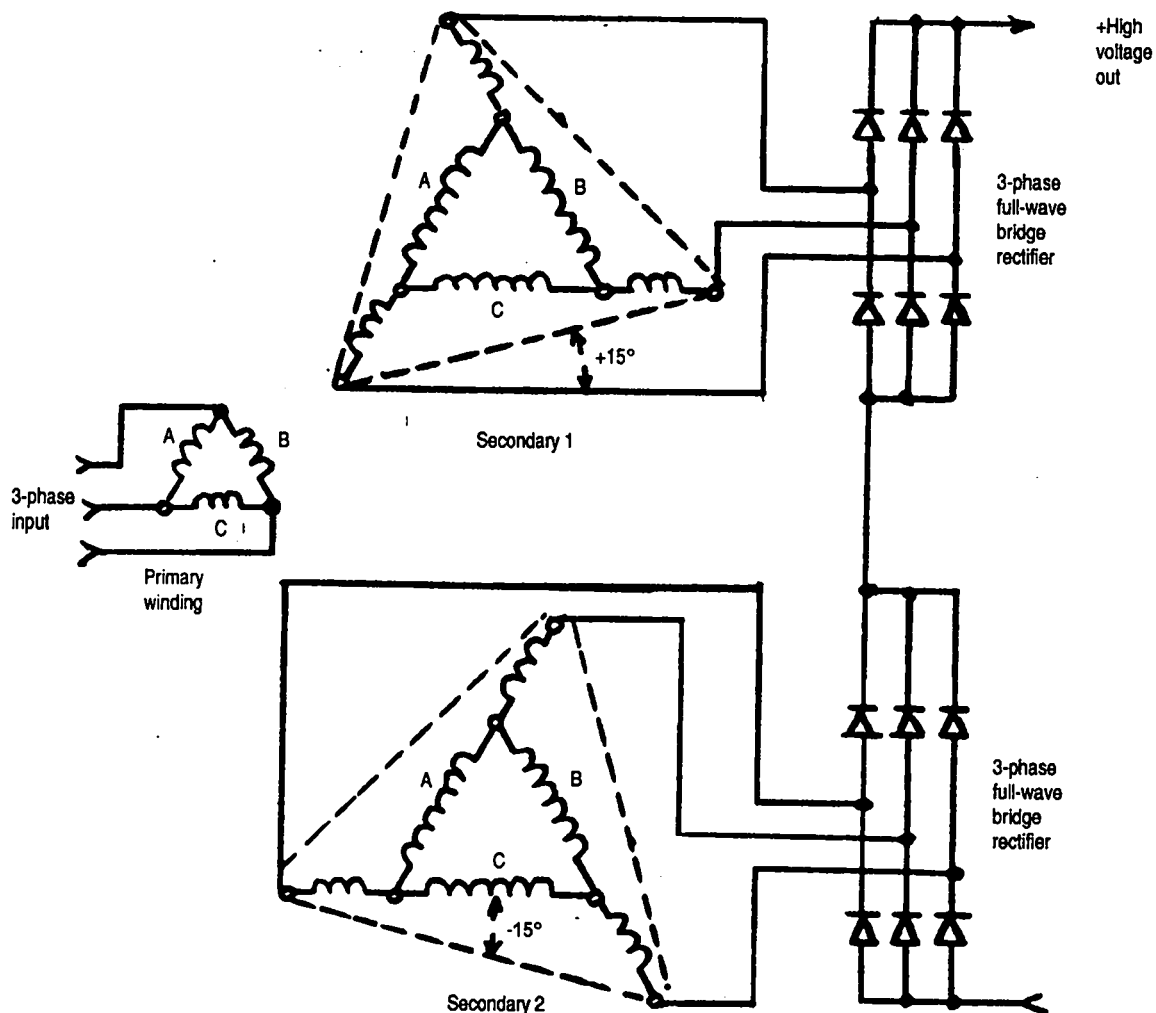 +High
voltage
out
A
B
3-phase
full-wave
bridge
rectifier
C
+15°
Secondary 1
A
B
3-phase
input
C
Primary
winding
A
B
3-phase
full-wave
bridge
rectifier
C
-15°
Secondary 2